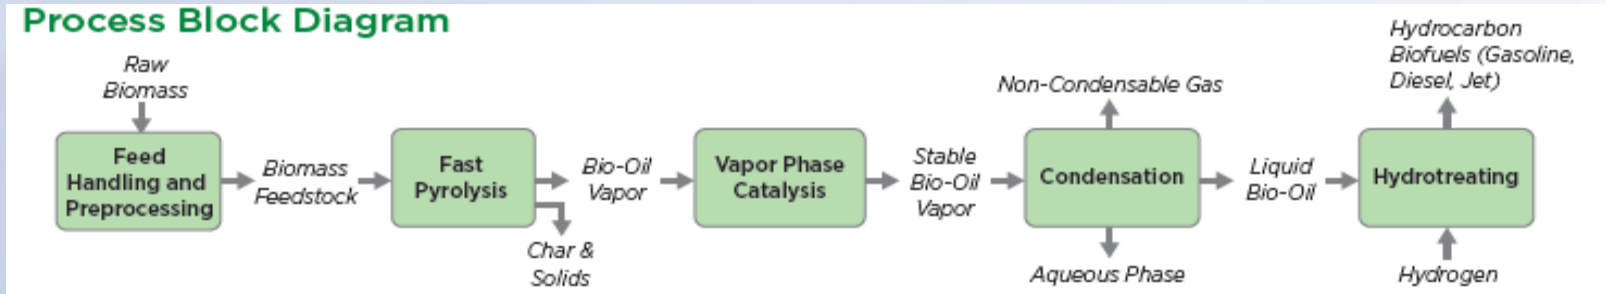 Process Block Diagram
Raw
Biomass
Feed
Handling and
Preprocessing
Biomass
Feedstock
Fast
Pyrolysis
Char &
Solids
Bio-Oil
Vapor
Vapor Phase
Catalysis
Stable
Bio-Oil
Vapor
Non-Condensable Gas
Condensation
Aqueous Phase
Liquid
Bio-Oil
Hydrocarbon
Biofuels (Gasoline,
Diesel, Jet)
Hydrotreating
Hydrogen